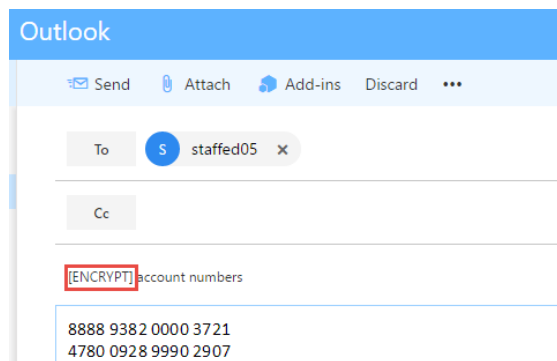 Outlook
Send Attach Add-ins Discard •••
To S staffed05 ×
Cc
[ENCRYPT] account numbers
8888 9382 0000 3721
4780 0928 9990 2907